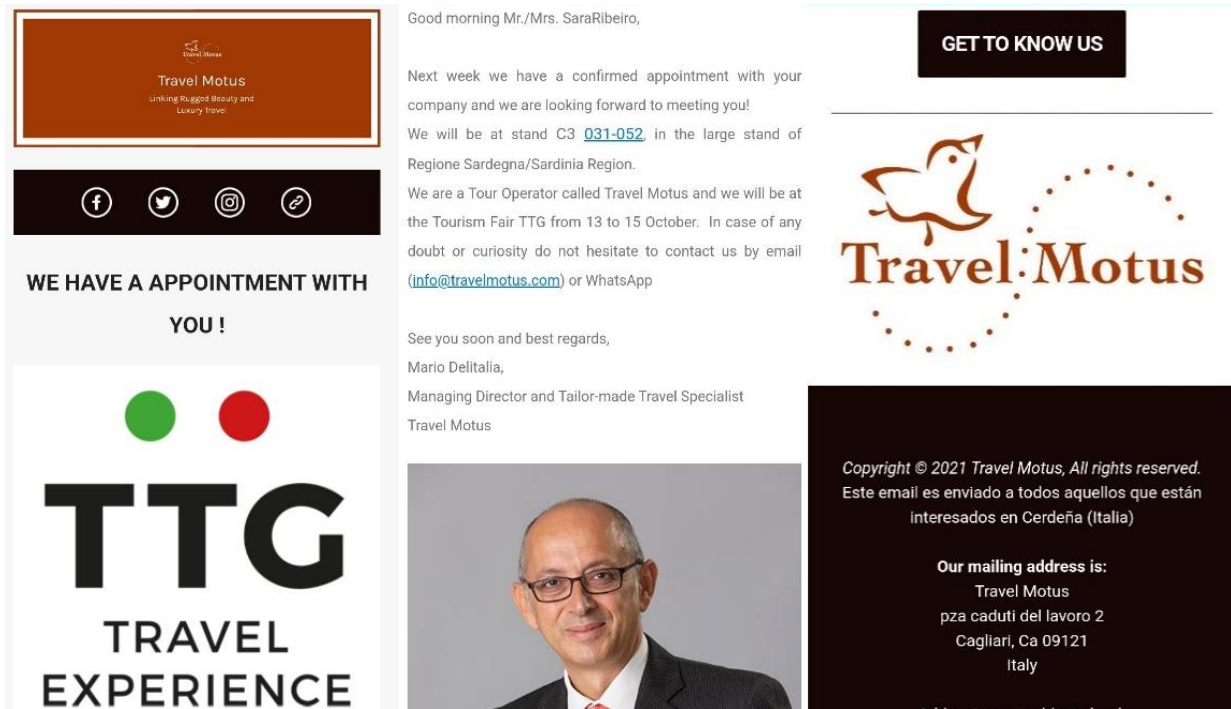 Travel Motus
Travel Motus
Linking Rugged Beauty and
Luxury Travel
WE HAVE A APPOINTMENT WITH
YOU !
TTG
TRAVEL
EXPERIENCE
Good morning Mr./Mrs. SaraRibeiro,
Next week we have a confirmed appointment with your
company and we are looking forward to meeting you!
We will be at stand C3 031-052, in the large stand of
Regione Sardegna/Sardinia Region.
We are a Tour Operator called Travel Motus and we will be at
the Tourism Fair TTG from 13 to 15 October. In case of any
doubt or curiosity do not hesitate to contact us by email
(info@travelmotus.com) or WhatsApp
See you soon and best regards,
Mario Delitalia,
Managing Director and Tailor-made Travel Specialist
Travel Motus
GET TO KNOW US
Travel Motus
Copyright © 2021 Travel Motus, All rights reserved.
Este email es enviado a todos aquellos que están
interesados en Cerdeña (Italia)
Our mailing address is:
Travel Motus
pza caduti del lavoro 2
Cagliari, Ca 09121
Italy